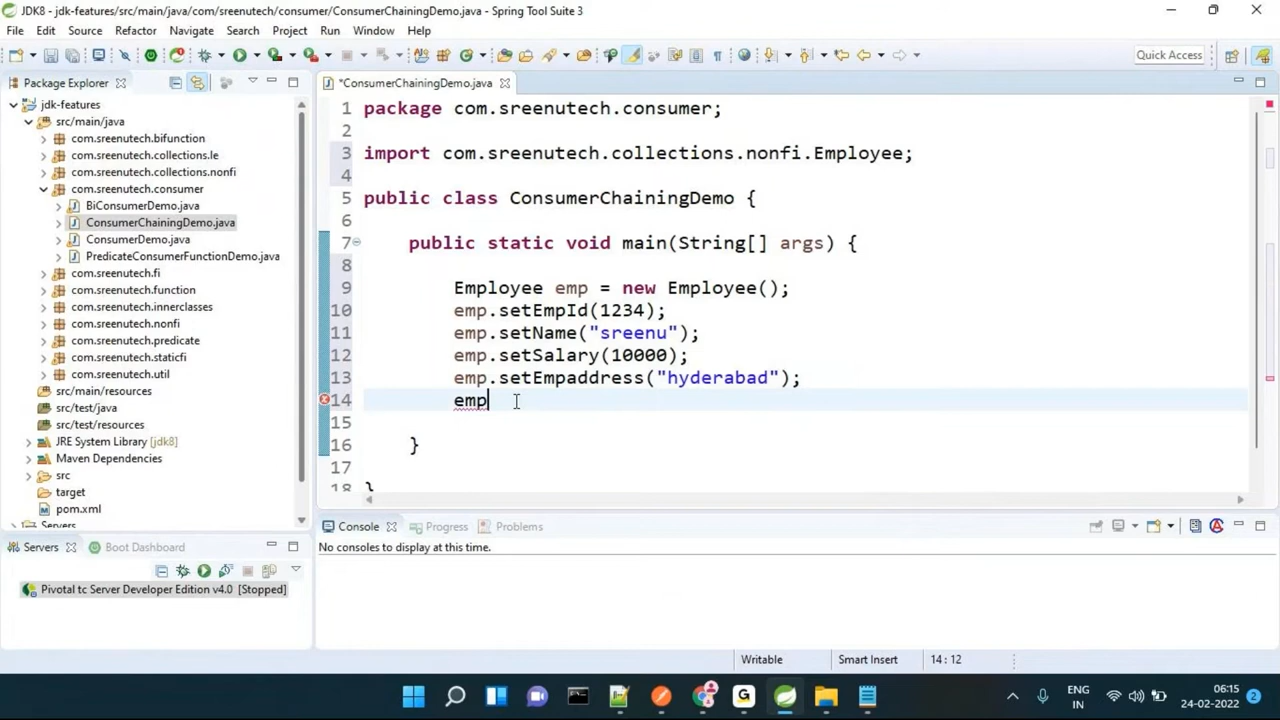 JDK8 - jdk-features/src/main/java/com/sreenutech/consumer/ConsumerChainingDemo.java - Spring Tool Suite 3
File Edit Source Refactor Navigate Search Project Run Window Help
Quick Access
Package Explorer
jdk-features
src/main/java
com.sreenutech.bifunction
com.sreenutech.collections.le
com.sreenutech.collections.nonfi
com.sreenutech.consumer
BiConsumerDemo.java
ConsumerChainingDemo.java
ConsumerDemo.java
PredicateConsumerFunctionDemo.java
com.sreenutech.fi
com.sreenutech.function
com.sreenutech.innerclasses
com.sreenutech.nonfi
com.sreenutech.predicate
com.sreenutech.staticfi
com.sreenutech.util
src/main/resources
src/test/java
src/test/resources
JRE System Library [jdk8]
Maven Dependencies
src
target
pom.xml
Servers
*ConsumerChainingDemo.java
1 package com.sreenutech.consumer;
2
3 import com.sreenutech.collections.nonfi.Employee;
4
5 public class ConsumerChainingDemo {
6
7 public static void main(String[] args) {
8
9 Employee emp = new Employee();
10 emp.setEmpId(1234);
11 emp.setName("sreenu");
12 emp.setSalary(10000);
13 emp.setEmpaddress("hyderabad");
14 emp
15
16 }
17
18 }
Servers Boot Dashboard
Pivotal tc Server Developer Edition v4.0 [Stopped]
Console Progress Problems
No consoles to display at this time.
Writable Smart Insert 14 : 12
ENG
IN
06:15
24-02-2022
2